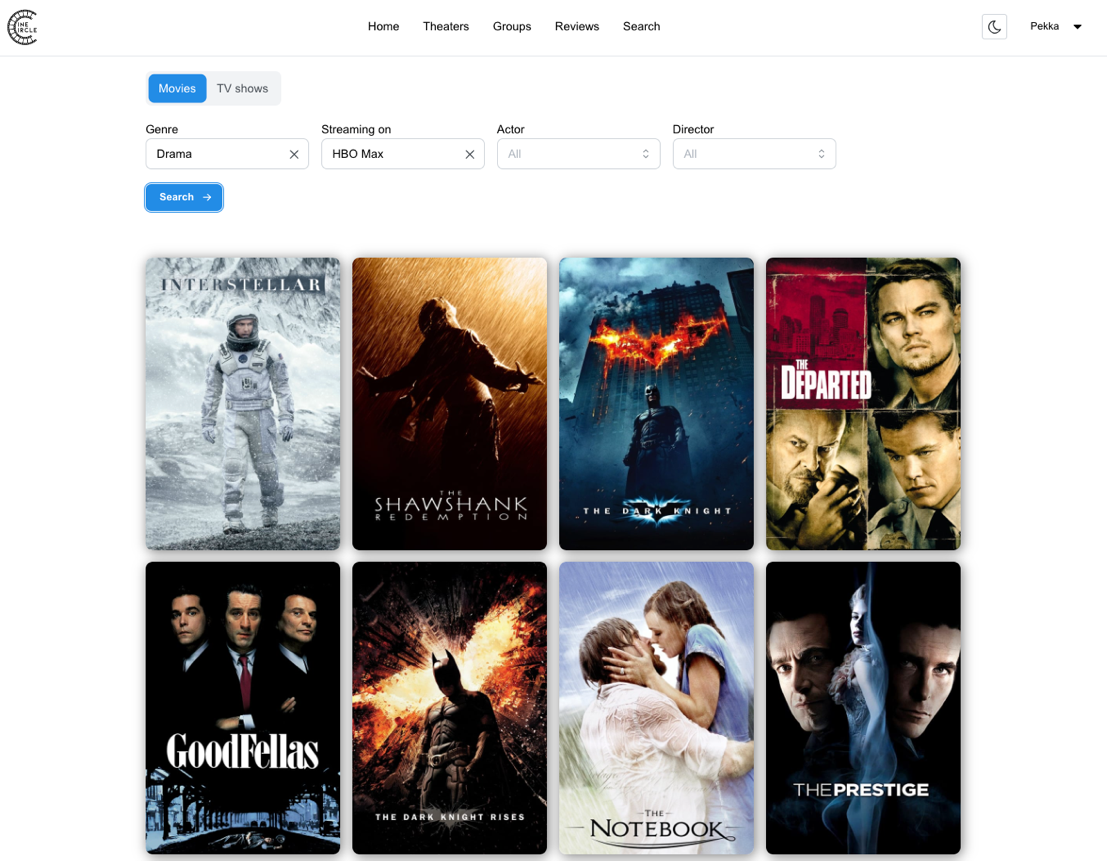 CINE
CIRCLE
Home Theaters Groups Reviews Search
Pekka
Movies TV shows
Genre Streaming on Actor Director
Drama HBO Max All All
Search
INTERSTELLAR
THE
SHAWSHANK
REDEMPTION
THE DARK KNIGHT
THE
DEPARTED
GOODFELLAS
THE DARK KNIGHT RISES
THE
NOTEBOOK
THE PRESTIGE